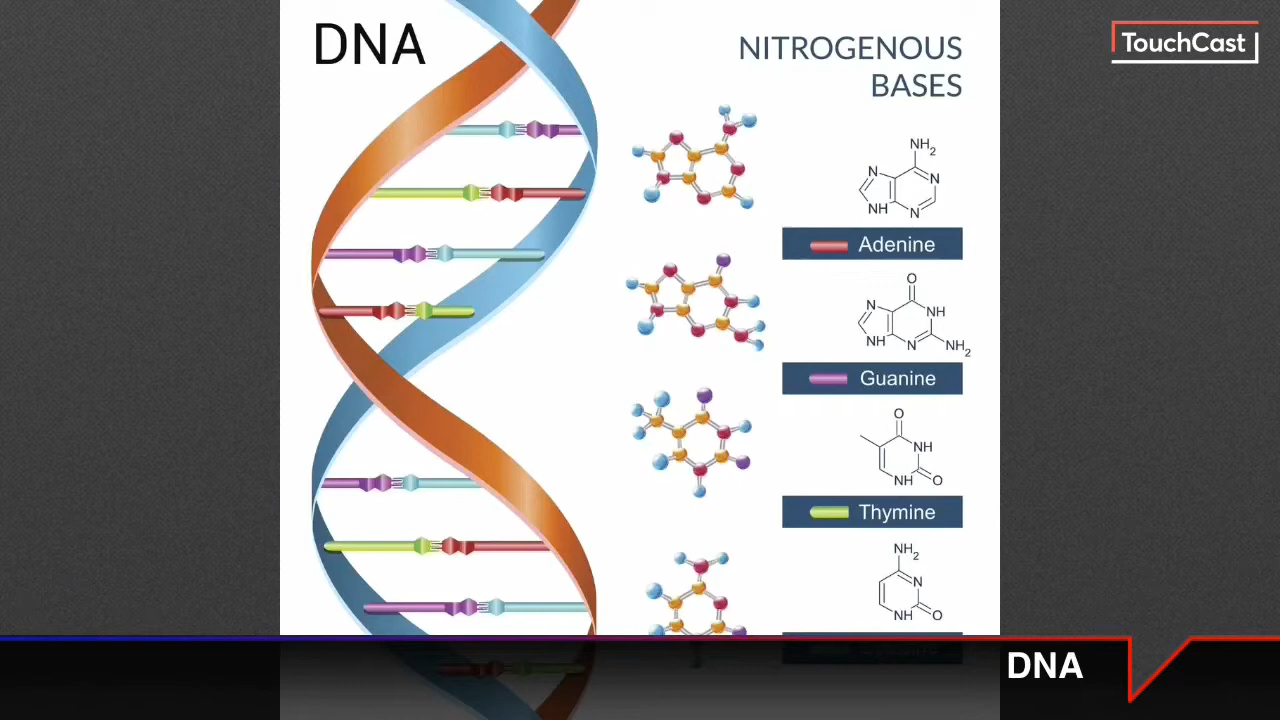 DNA
NITROGENOUS
BASES
TouchCast
NH2
N
N
NH
N
Adenine
O
N
NH
NH
N
NH2
Guanine
O
NH
NH
O
Thymine
NH2
N
NH
O
DNA